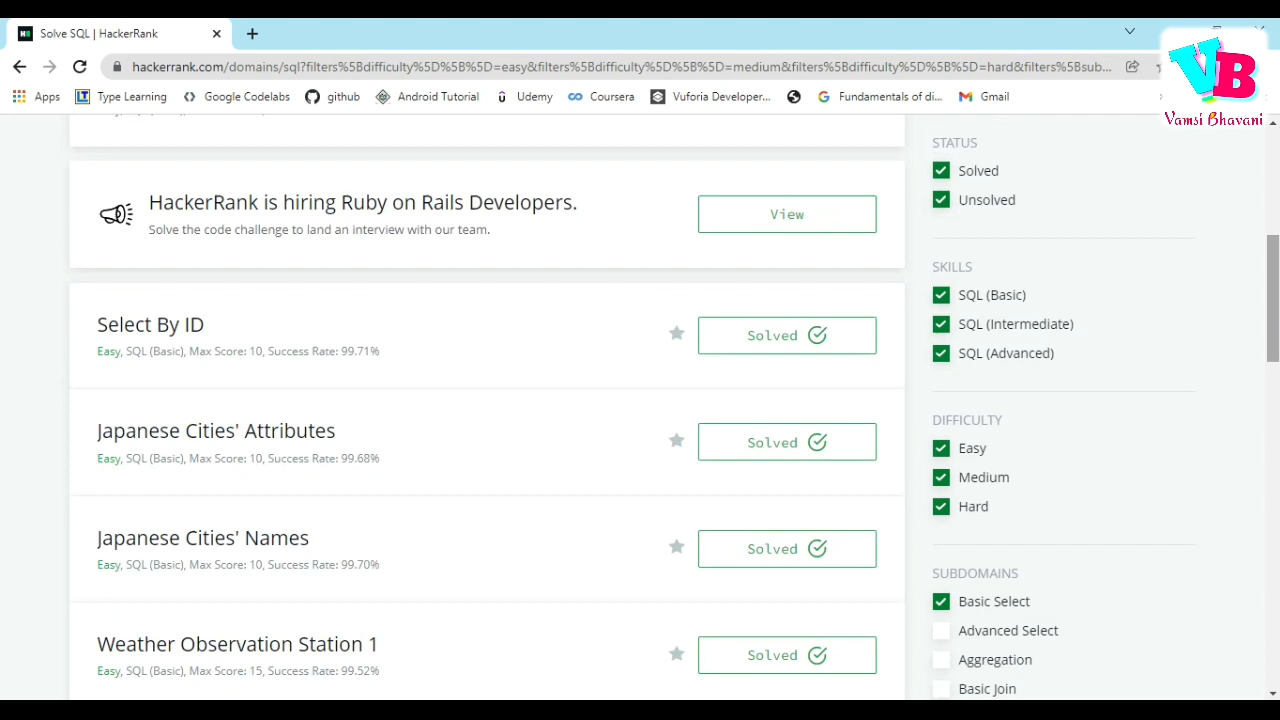 Solve SQL | HackerRank
hackerrank.com/domains/sql?filters%5Bdifficulty%5D%5B%5D=easy&filters%5Bdifficulty%5D%5B%5D=medium&filters%5Bdifficulty%5D%5B%5D=hard&filters%5Bsub...
Apps Type Learning Google Codelabs github Android Tutorial Udemy Coursera Vuforia Developer... Fundamentals of di... Gmail
VB
Vamsi Bhavani
HackerRank is hiring Ruby on Rails Developers.
Solve the code challenge to land an interview with our team.
View
Select By ID
Easy, SQL (Basic), Max Score: 10, Success Rate: 99.71%
Solved
Japanese Cities' Attributes
Easy, SQL (Basic), Max Score: 10, Success Rate: 99.68%
Solved
Japanese Cities' Names
Easy, SQL (Basic), Max Score: 10, Success Rate: 99.70%
Solved
Weather Observation Station 1
Easy, SQL (Basic), Max Score: 15, Success Rate: 99.52%
Solved
STATUS
Solved
Unsolved
SKILLS
SQL (Basic)
SQL (Intermediate)
SQL (Advanced)
DIFFICULTY
Easy
Medium
Hard
SUBDOMAINS
Basic Select
Advanced Select
Aggregation
Basic Join